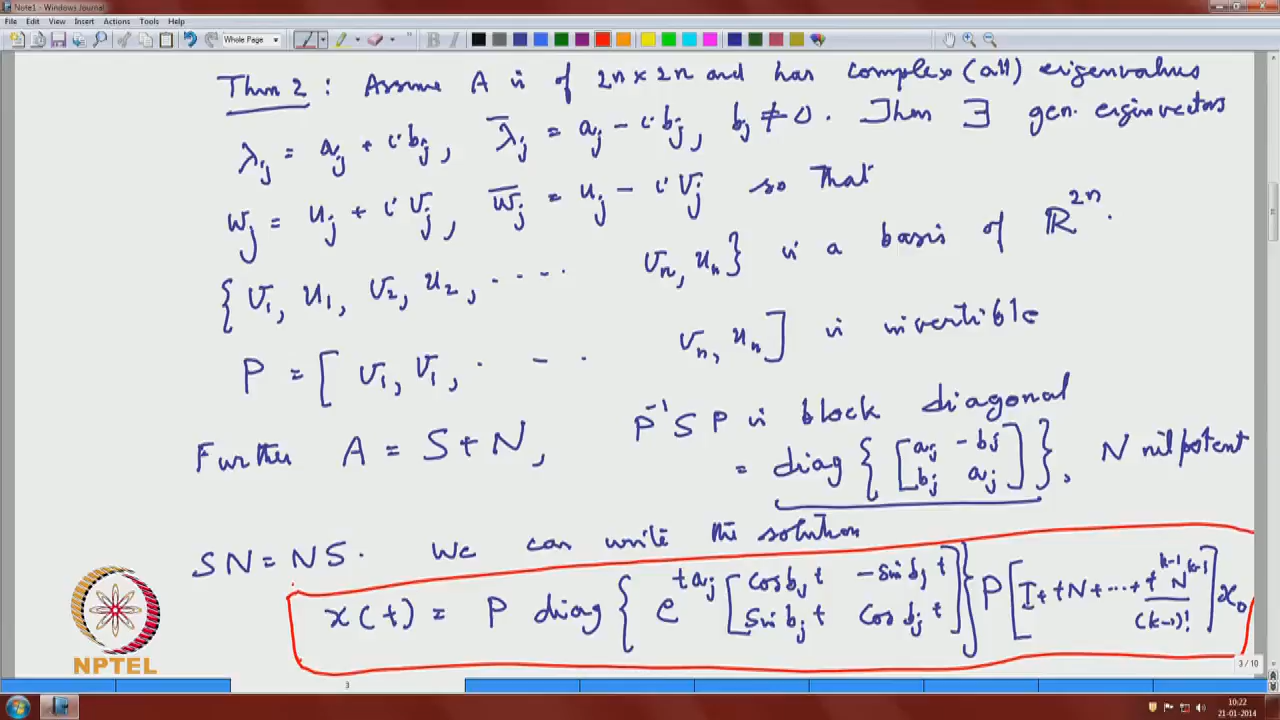 Note1 - Windows Journal
File Edit View Insert Actions Tools Help
Whole Page
Thm 2 : Assume A is of 2n x 2n and has complex (all) eigenvalues
λj = aj + i bj, λ̄j = aj - i bj, bj ≠ 0. Then ∃ gen. eigenvectors
wj = uj + i vj, w̄j = uj - i vj so that
{ v1, u1, v2, u2, ..... vn, un } is a basis of ℝ^2n.
P = [ v1, v1, . - . vn, un ] is invertible
Further A = S + N, P^-1 S P is block diagonal
= diag { [ aj -bj ; bj aj ] }, N nilpotent
SN = NS. We can write the solution
x(t) = P diag { e^taj [ cos bj t -sin bj t ; sin bj t cos bj t ] } P [ I + tN + ... + t^k-1 N^k-1 / (k-1)! ] x0
NPTEL
3 / 10
3
10:22
21-01-2014